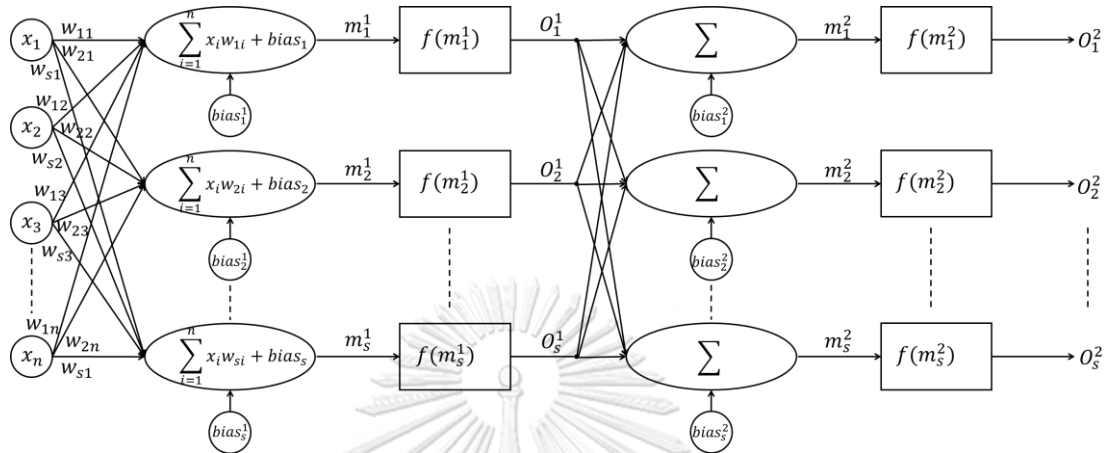 x₁ w₁₁ w₂₁ wₛ₁ ∑ᵢ₌₁ⁿ xᵢw₁ᵢ + bias₁ m₁¹ f(m₁¹) O₁¹ ∑ m₁² f(m₁²) O₁²
bias₁¹ bias₁²
x₂ w₁₂ w₂₂ wₛ₂ ∑ᵢ₌₁ⁿ xᵢw₂ᵢ + bias₂ m₂¹ f(m₂¹) O₂¹ ∑ m₂² f(m₂²) O₂²
x₃ w₁₃ w₂₃ wₛ₃
bias₂¹ bias₂²
xₙ w₁ₙ w₂ₙ wₛ₁ ∑ᵢ₌₁ⁿ xᵢwₛᵢ + biasₛ mₛ¹ f(mₛ¹) Oₛ¹ ∑ mₛ² f(mₛ²) Oₛ²
biasₛ¹ biasₛ²